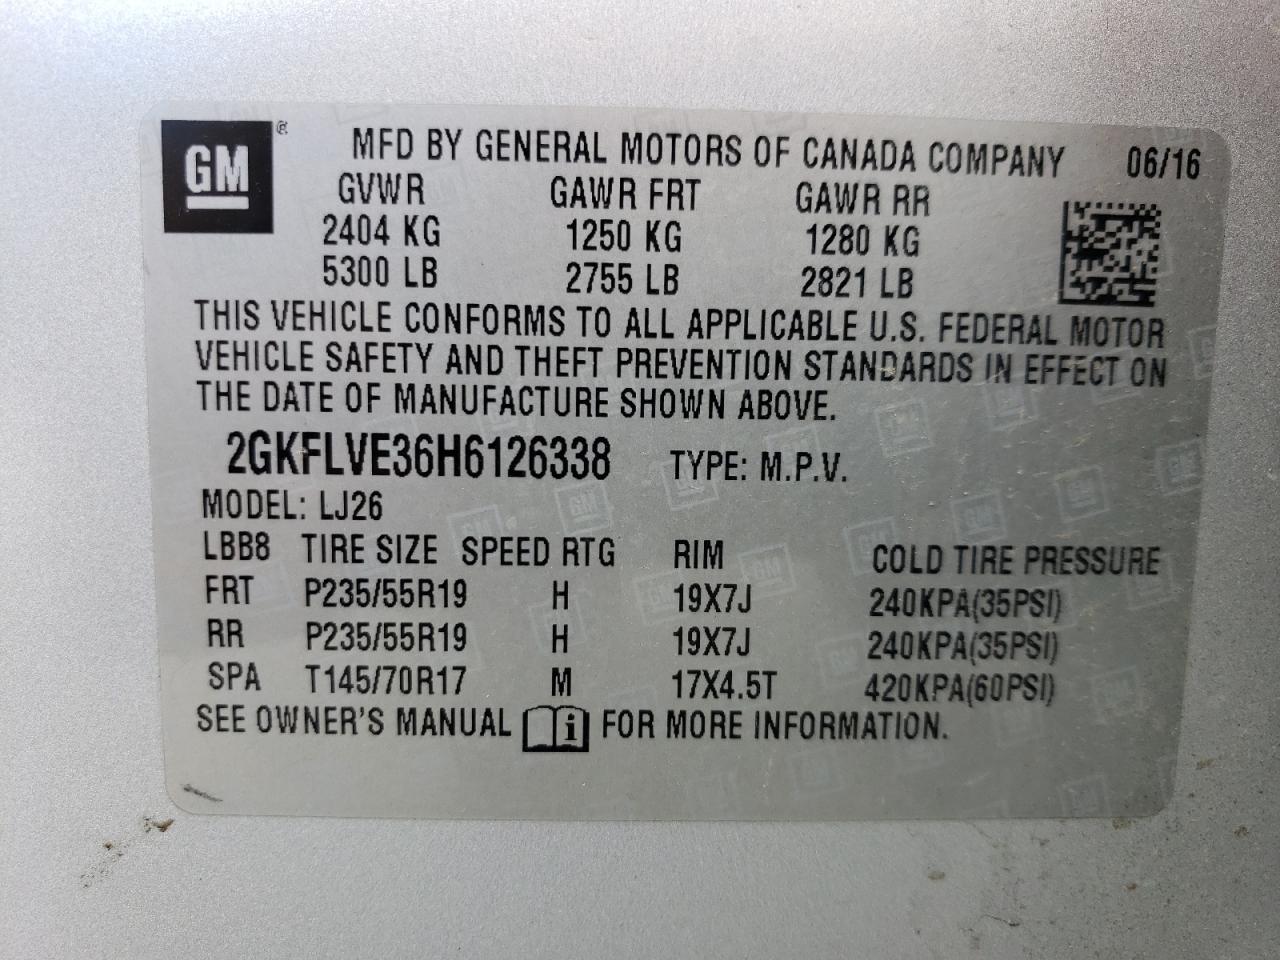 GM ®
MFD BY GENERAL MOTORS OF CANADA COMPANY 06/16
GVWR GAWR FRT GAWR RR
2404 KG 1250 KG 1280 KG
5300 LB 2755 LB 2821 LB
THIS VEHICLE CONFORMS TO ALL APPLICABLE U.S. FEDERAL MOTOR
VEHICLE SAFETY AND THEFT PREVENTION STANDARDS IN EFFECT ON
THE DATE OF MANUFACTURE SHOWN ABOVE.
2GKFLVE36H6126338 TYPE: M.P.V.
MODEL: LJ26
LBB8 TIRE SIZE SPEED RTG RIM COLD TIRE PRESSURE
FRT P235/55R19 H 19X7J 240KPA(35PSI)
RR P235/55R19 H 19X7J 240KPA(35PSI)
SPA T145/70R17 M 17X4.5T 420KPA(60PSI)
SEE OWNER'S MANUAL i FOR MORE INFORMATION.